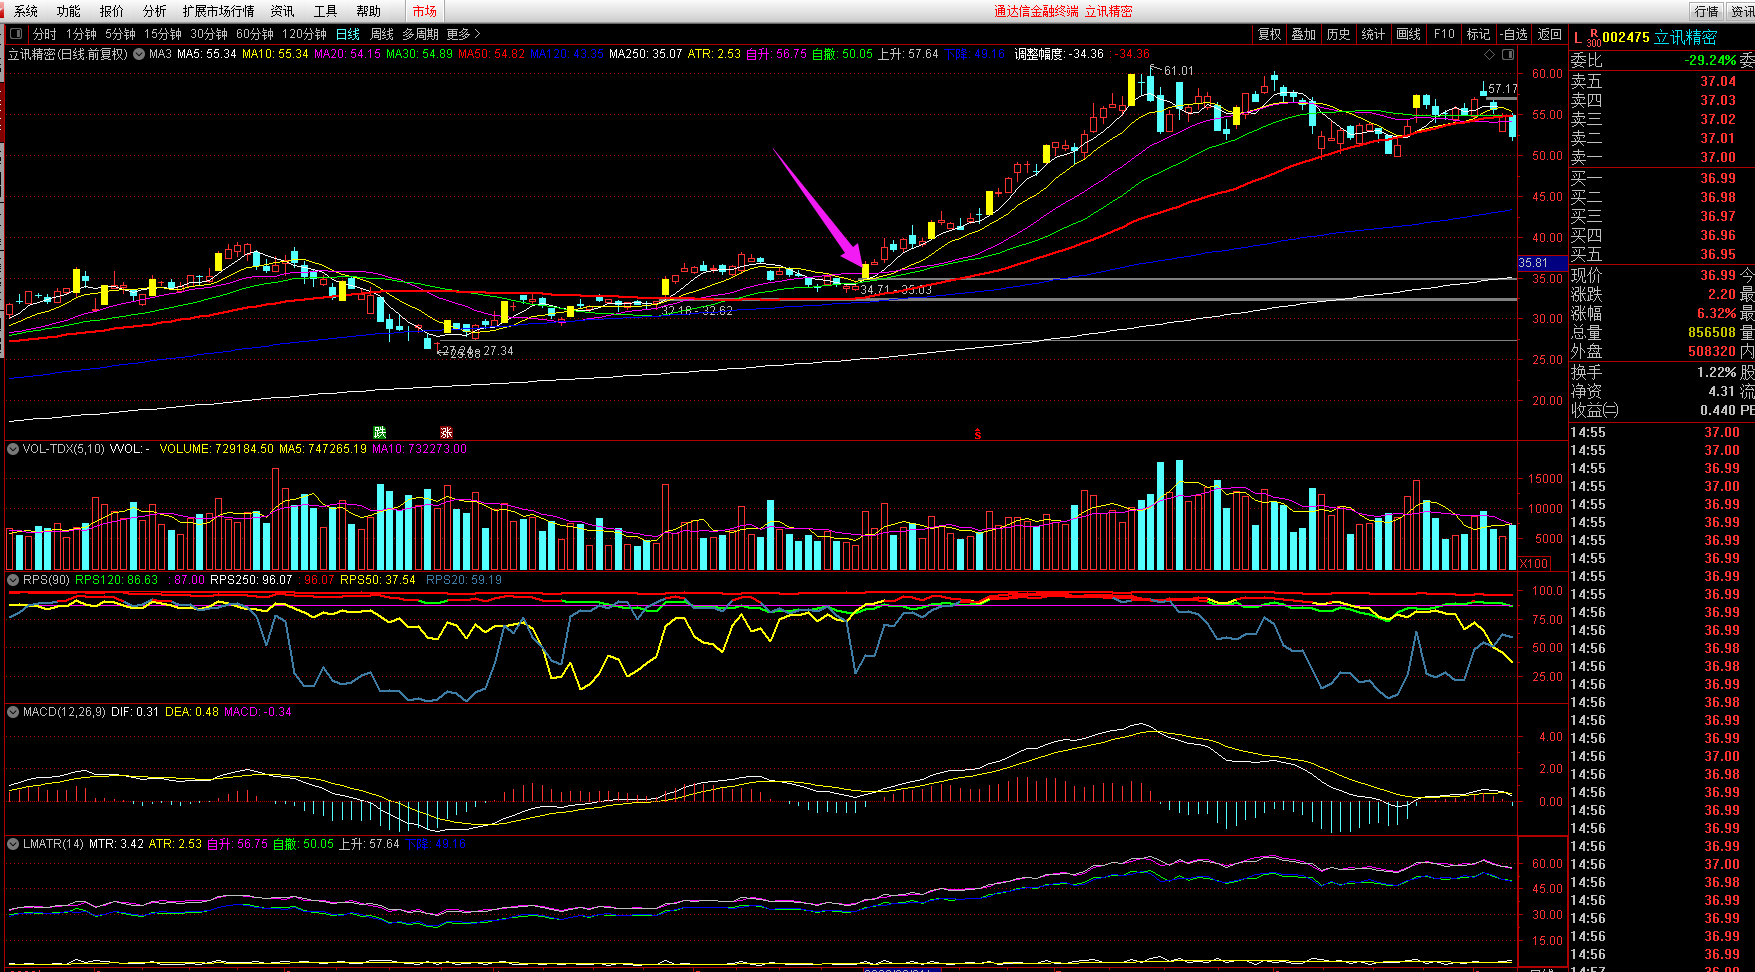 系统 功能 报价 分析 扩展市场行情 资讯 工具 帮助 市场 通达信金融终端 立讯精密 行情 资讯
分时 1分钟 5分钟 15分钟 30分钟 60分钟 120分钟 日线 周线 多周期 更多> 复权 叠加 历史 统计 画线 F10 标记 -自选 返回
立讯精密(日线.前复权) MA3 MA5: 55.34 MA10: 55.34 MA20: 54.15 MA30: 54.89 MA50: 54.82 MA120: 43.35 MA250: 35.07 ATR: 2.53 自升: 56.75 自撤: 50.05 上升: 57.64 下降: 49.16 调整幅度: -34.36 : -34.36
61.01
57.17
34.71 - 35.03
32.18 - 32.62
27.24 - 27.34
60.00
55.00
50.00
45.00
40.00
35.81
35.00
30.00
25.00
20.00
跌 涨 $
VOL-TDX(5,10) VVOL: - VOLUME: 729184.50 MA5: 747265.19 MA10: 732273.00
15000
10000
5000
X100
RPS(90) RPS120: 86.63 : 87.00 RPS250: 96.07 : 96.07 RPS50: 37.54 RPS20: 59.19
100.0
75.00
50.00
25.00
MACD(12,26,9) DIF: 0.31 DEA: 0.48 MACD: -0.34
4.00
2.00
0.00
LMATR(14) MTR: 3.42 ATR: 2.53 自升: 56.75 自撤: 50.05 上升: 57.64 下降: 49.16
60.00
45.00
30.00
15.00
L R 300 002475 立讯精密
委比 -29.24% 委
卖五 37.04
卖四 37.03
卖三 37.02
卖二 37.01
卖一 37.00
买一 36.99
买二 36.98
买三 36.97
买四 36.96
买五 36.95
现价 36.99 今
涨跌 2.20 最
涨幅 6.32% 最
总量 856508 量
外盘 508320 内
换手 1.22% 股
净资 4.31 流
收益㈡ 0.440 PE
14:55 37.00
14:55 37.00
14:55 36.99
14:55 37.00
14:55 36.99
14:55 36.99
14:55 36.99
14:55 36.99
14:55 36.99
14:55 36.99
14:56 36.99
14:56 36.99
14:56 36.98
14:56 36.98
14:56 36.99
14:56 36.98
14:56 36.99
14:56 36.99
14:56 37.00
14:56 36.98
14:56 36.99
14:56 36.99
14:56 36.99
14:56 36.99
14:56 37.00
14:56 36.98
14:56 36.99
14:56 36.99
14:56 36.99
14:56 36.99